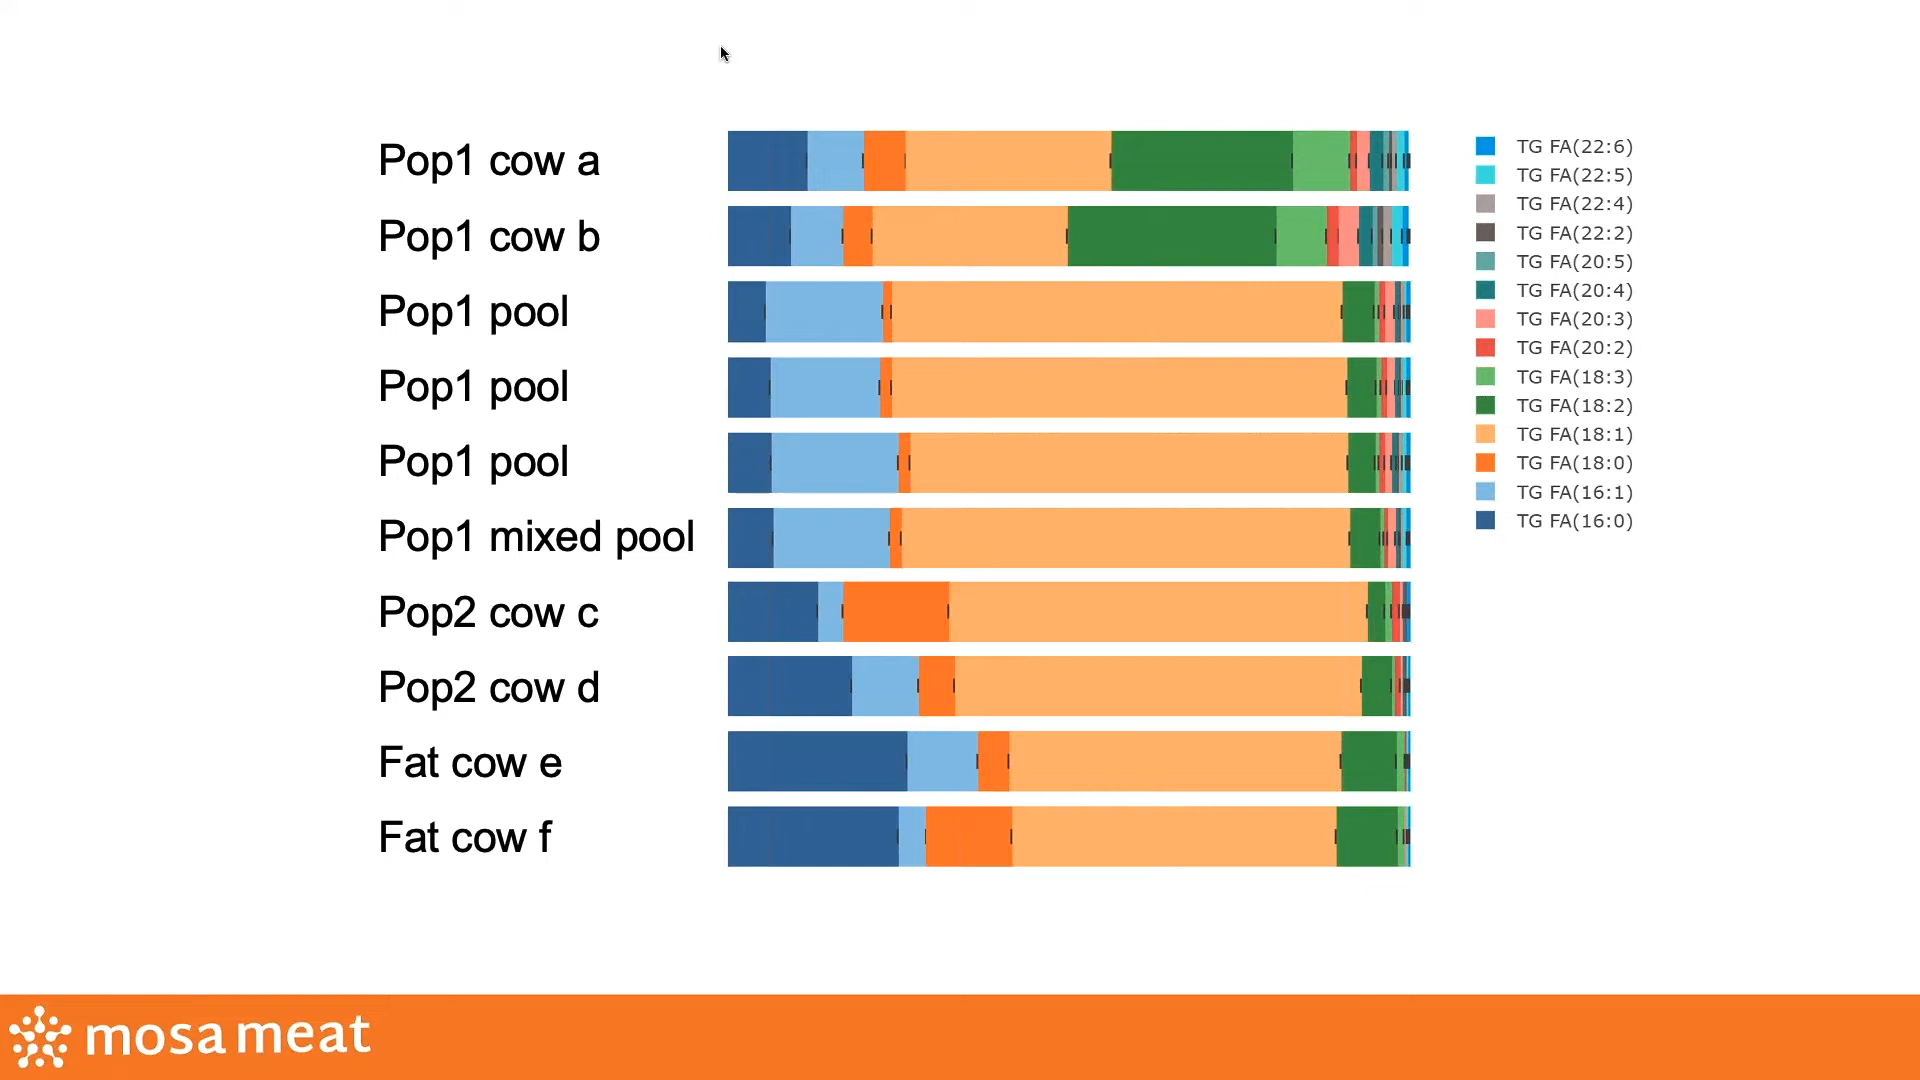 Pop1 cow a
Pop1 cow b
Pop1 pool
Pop1 pool
Pop1 pool
Pop1 mixed pool
Pop2 cow c
Pop2 cow d
Fat cow e
Fat cow f
TG FA(22:6)
TG FA(22:5)
TG FA(22:4)
TG FA(22:2)
TG FA(20:5)
TG FA(20:4)
TG FA(20:3)
TG FA(20:2)
TG FA(18:3)
TG FA(18:2)
TG FA(18:1)
TG FA(18:0)
TG FA(16:1)
TG FA(16:0)
mosa meat